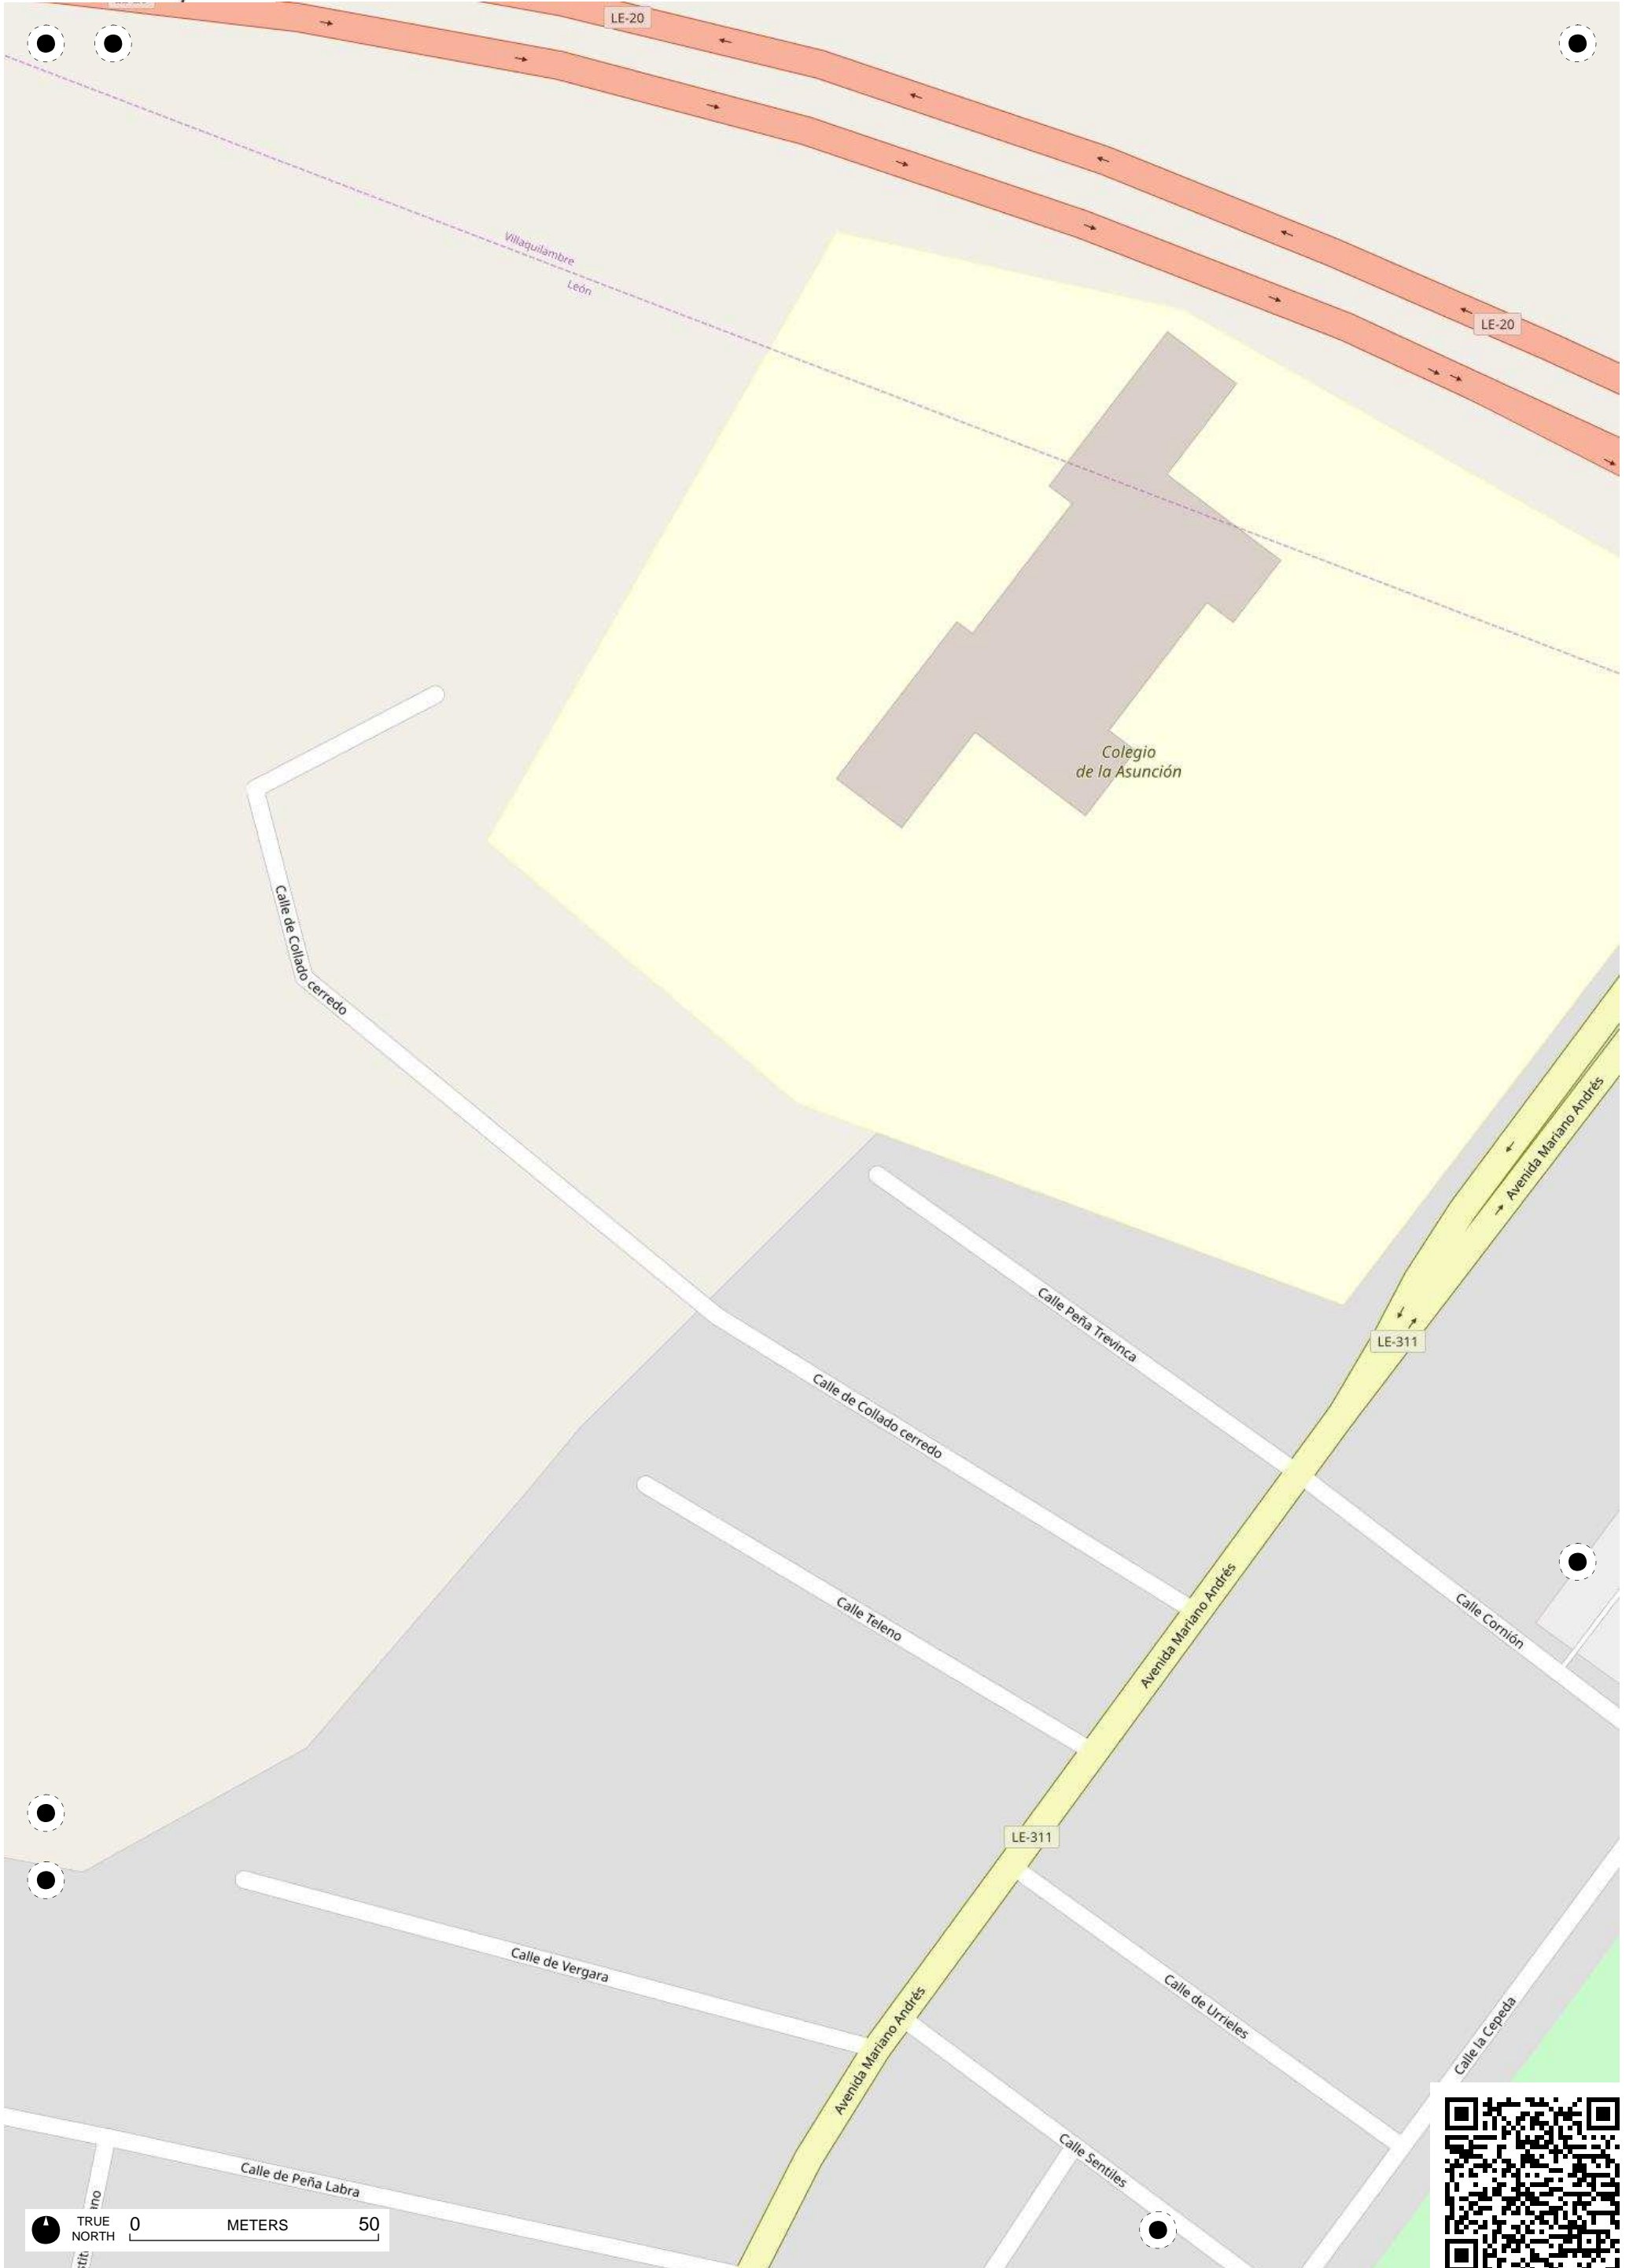 LE-20
Villaquilambre
León
LE-20
Colegio
de la Asunción
Calle de Collado cerredo
Avenida Mariano Andrés
Calle Peña Trevinca
LE-311
Calle de Collado cerredo
Avenida Mariano Andrés
Calle Teleno
Calle Cornión
LE-311
Calle de Vergara
Calle de Urrieles
Avenida Mariano Andrés
Calle la Cepeda
Calle Sentiles
Calle de Peña Labra
TRUE
NORTH
0 METERS 50